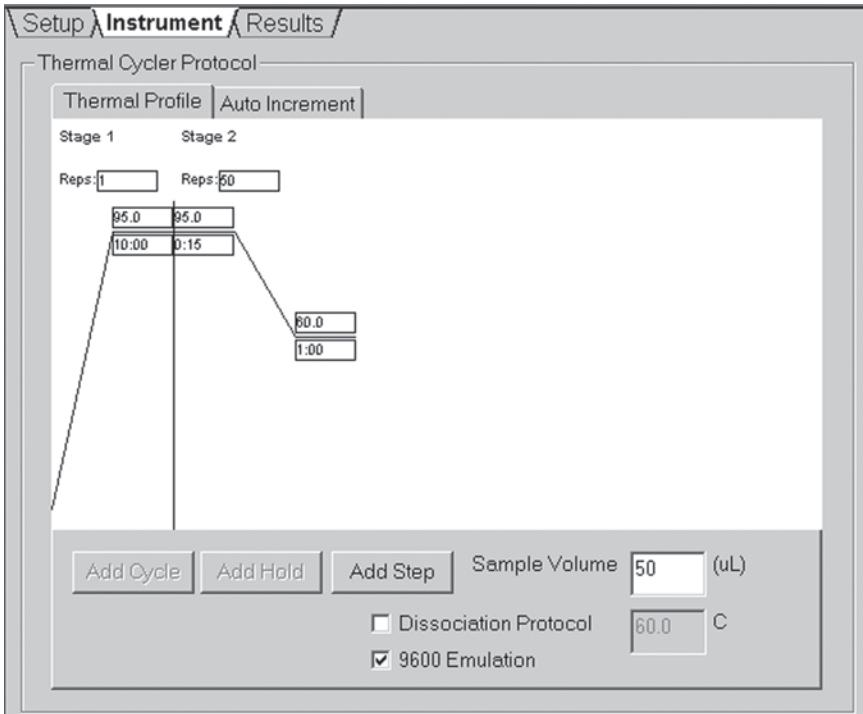 Setup Instrument Results
Thermal Cycler Protocol
Thermal Profile Auto Increment
Stage 1 Stage 2
Reps: 1 Reps: 50
95.0 95.0
10:00 0:15
60.0
1:00
Add Cycle Add Hold Add Step Sample Volume 50 (uL)
Dissociation Protocol 60.0 C
9600 Emulation